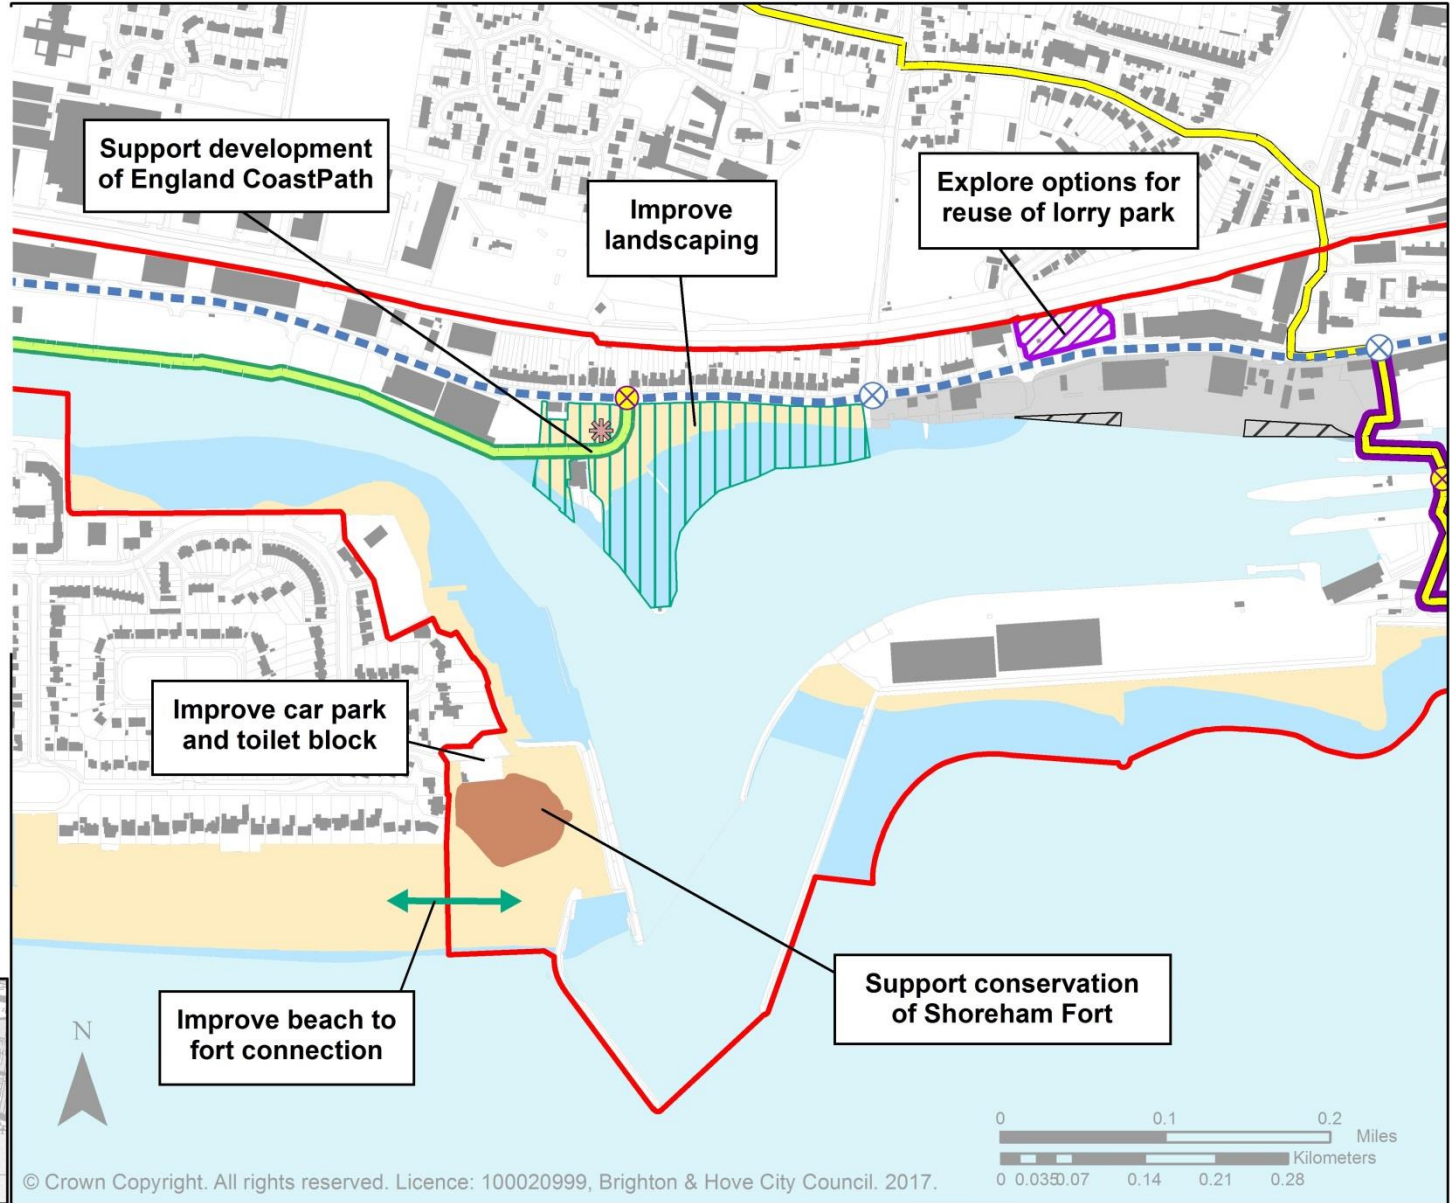 Support development
of England CoastPath
Improve
landscaping
Explore options for
reuse of lorry park
Improve car park
and toilet block
Improve beach to
fort connection
Support conservation
of Shoreham Fort
N
0 0.1 0.2
Miles
Kilometers
0 0.035 0.07 0.14 0.21 0.28
© Crown Copyright. All rights reserved. Licence: 100020999, Brighton & Hove City Council. 2017.